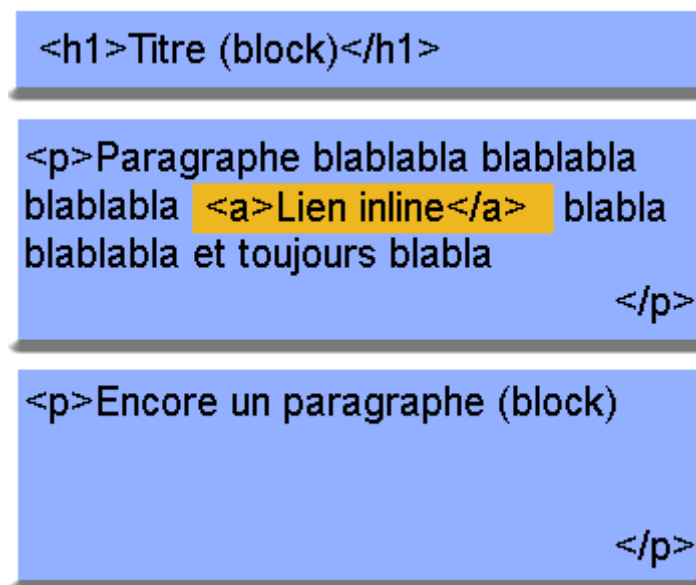 <h1>Titre (block)</h1>
<p>Paragraphe blablabla blablabla
blablabla <a>Lien inline</a> blabla
blablabla et toujours blabla
</p>
<p>Encore un paragraphe (block)
</p>